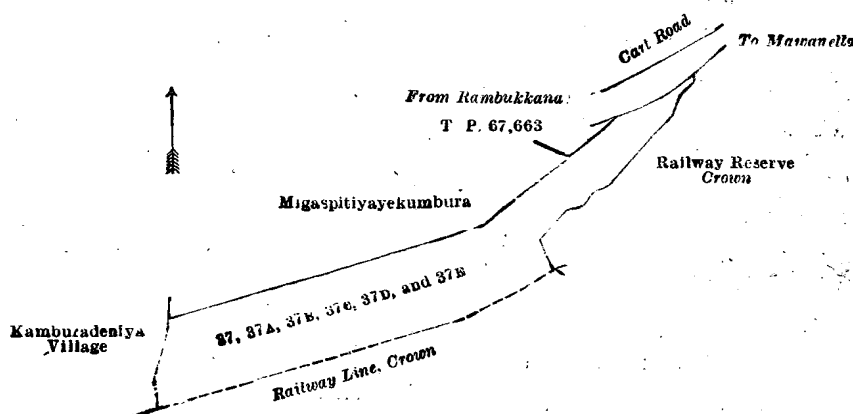 Cart Road
To Mawanella
From Rambukkana
T P. 67,663
Railway Reserve
Crown
Migaspitiyayekumbura
37, 37A, 37B, 37C, 37D, and 37E
Kamburadeniya
Village
Railway Line, Crown